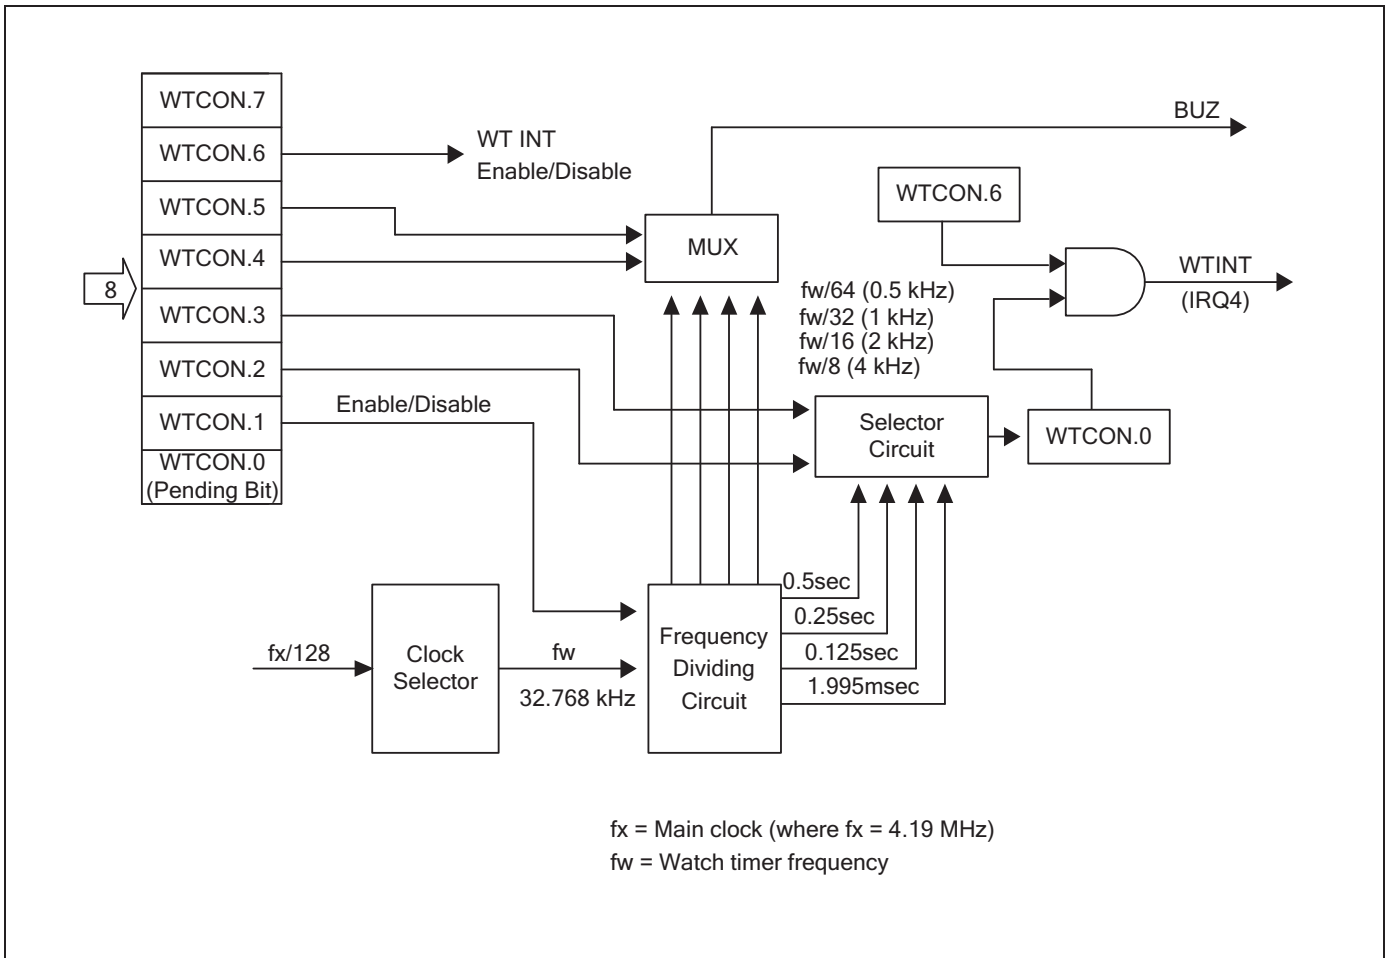 WTCON.7
WTCON.6
WTCON.5
WTCON.4
WTCON.3
WTCON.2
WTCON.1
WTCON.0
(Pending Bit)
8
WT INT
Enable/Disable
Enable/Disable
BUZ
MUX
WTCON.6
WTINT
(IRQ4)
fw/64 (0.5 kHz)
fw/32 (1 kHz)
fw/16 (2 kHz)
fw/8 (4 kHz)
Selector
Circuit
WTCON.0
0.5sec
0.25sec
0.125sec
1.995msec
fx/128
Clock
Selector
fw
32.768 kHz
Frequency
Dividing
Circuit
fx = Main clock (where fx = 4.19 MHz)
fw = Watch timer frequency